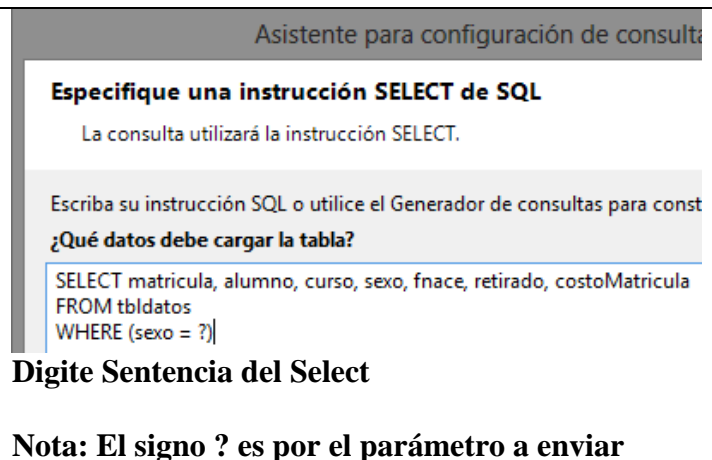 Asistente para configuración de consulta
Especifique una instrucción SELECT de SQL
La consulta utilizará la instrucción SELECT.
Escriba su instrucción SQL o utilice el Generador de consultas para const
¿Qué datos debe cargar la tabla?
SELECT matricula, alumno, curso, sexo, fnace, retirado, costoMatricula
FROM tbldatos
WHERE (sexo = ?)
Digite Sentencia del Select
Nota: El signo ? es por el parámetro a enviar